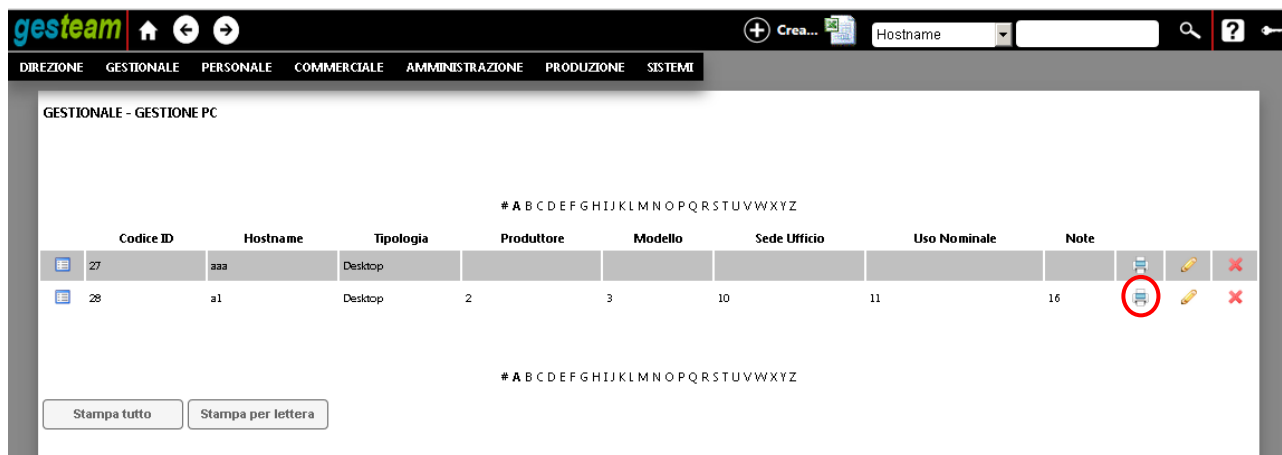 gesteam Crea... Hostname ?
DIREZIONE GESTIONALE PERSONALE COMMERCIALE AMMINISTRAZIONE PRODUZIONE SISTEMI
GESTIONALE - GESTIONE PC
# A B C D E F G H I J K L M N O P Q R S T U V W X Y Z
Codice ID Hostname Tipologia Produttore Modello Sede Ufficio Uso Nominale Note
27 aaa Desktop
28 a1 Desktop 2 3 10 11 16
# A B C D E F G H I J K L M N O P Q R S T U V W X Y Z
Stampa tutto Stampa per lettera